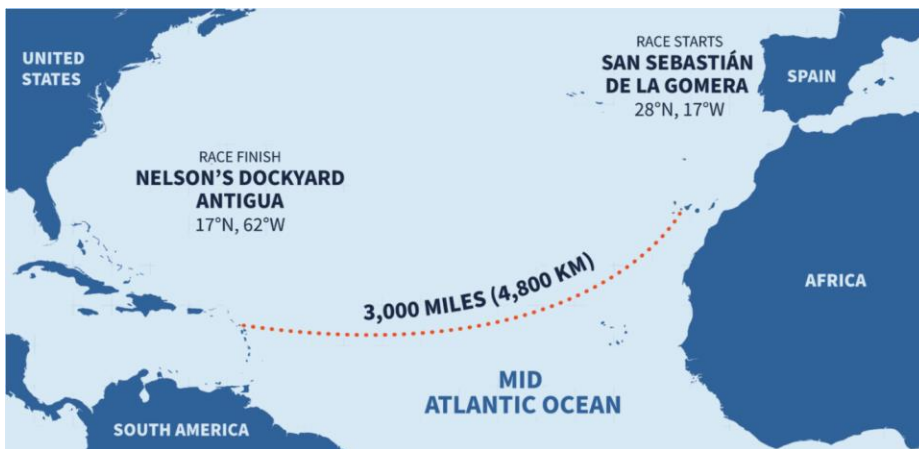 UNITED
STATES
RACE STARTS
SAN SEBASTIÁN
DE LA GOMERA
28°N, 17°W
SPAIN
RACE FINISH
NELSON'S DOCKYARD
ANTIGUA
17°N, 62°W
3,000 MILES (4,800 KM)
AFRICA
MID
ATLANTIC OCEAN
SOUTH AMERICA